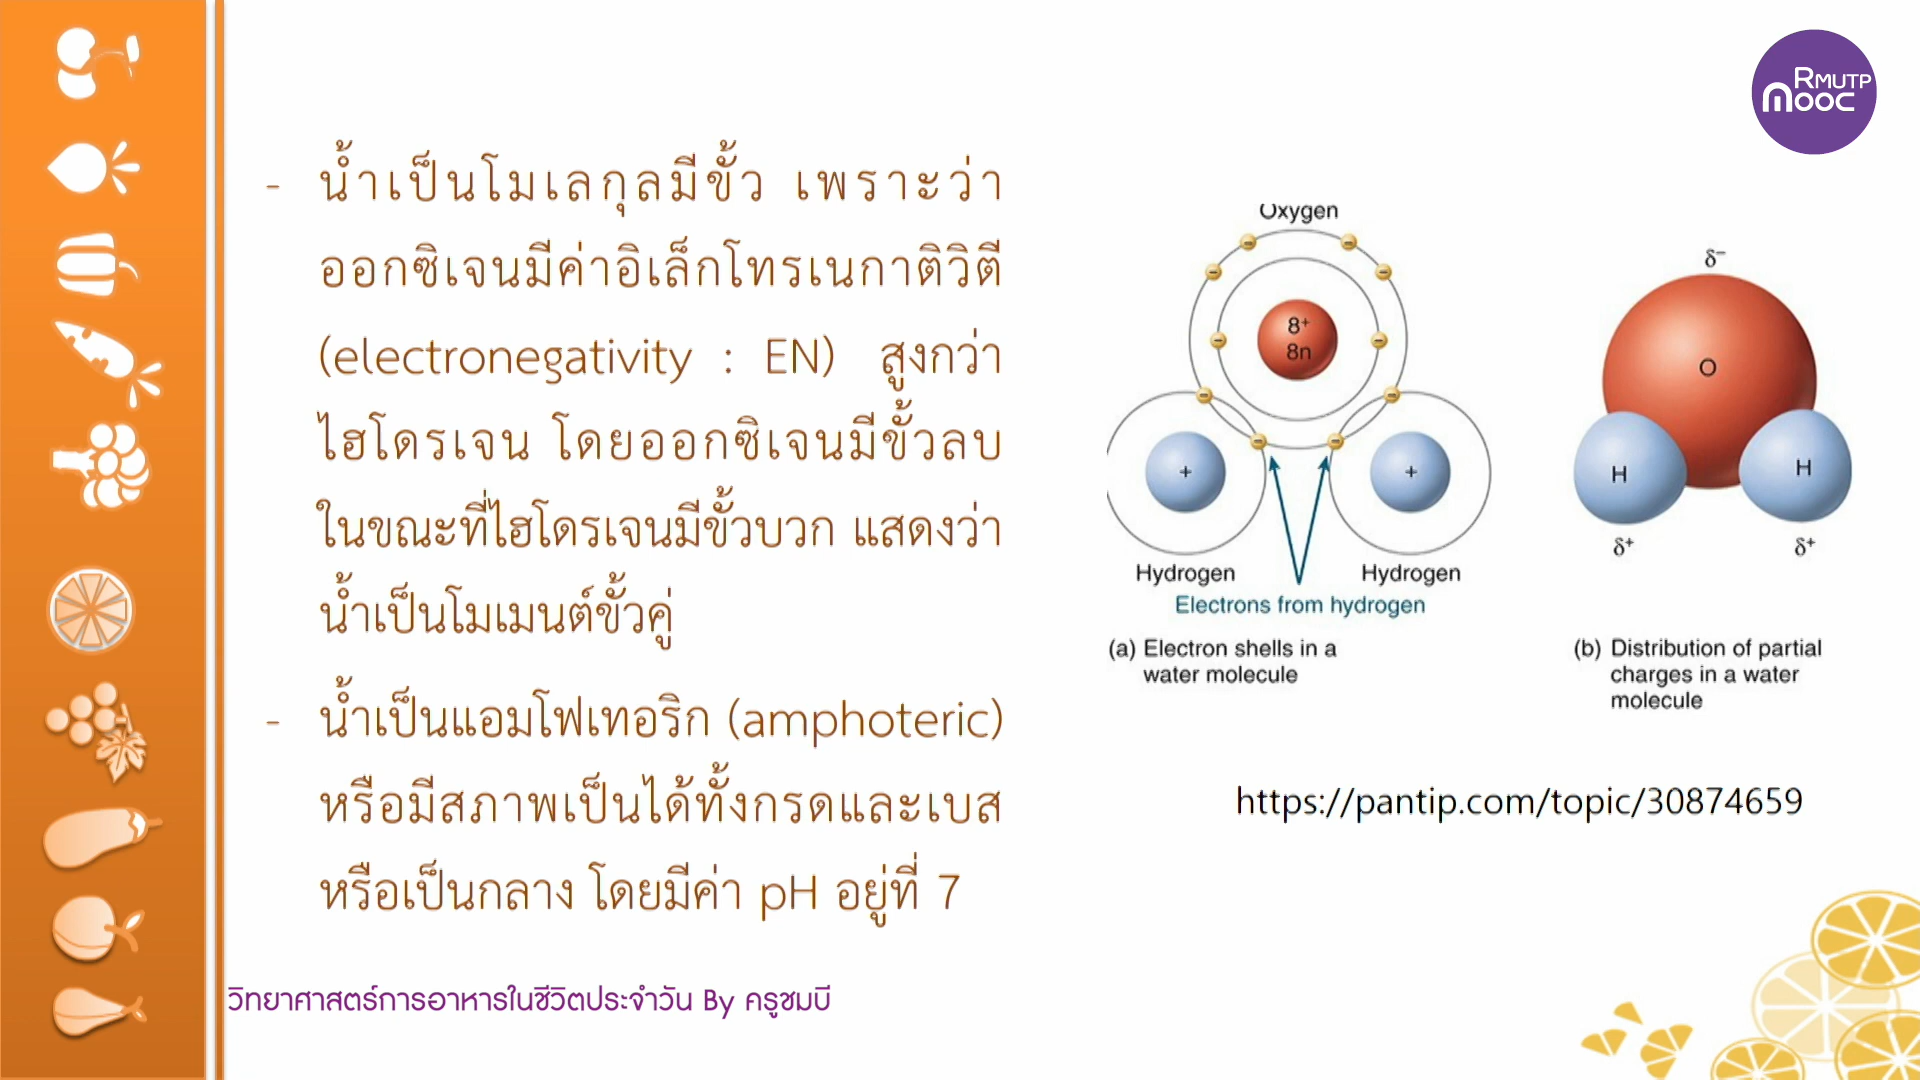 RMUTP
MOOC
- น้ำเป็นโมเลกุลมีขั้ว เพราะว่า
ออกซิเจนมีค่าอิเล็กโทรเนกาติวิตี
(electronegativity : EN) สูงกว่า
ไฮโดรเจน โดยออกซิเจนมีขั้วลบ
ในขณะที่ไฮโดรเจนมีขั้วบวก แสดงว่า
น้ำเป็นโมเมนต์ขั้วคู่
- น้ำเป็นแอมโฟเทอริก (amphoteric)
หรือมีสภาพเป็นได้ทั้งกรดและเบส
หรือเป็นกลาง โดยมีค่า pH อยู่ที่ 7
Oxygen
8+
8n
+
+
Hydrogen
Hydrogen
Electrons from hydrogen
(a) Electron shells in a
water molecule
δ−
O
H
H
δ+
δ+
(b) Distribution of partial
charges in a water
molecule
https://pantip.com/topic/30874659
วิทยาศาสตร์การอาหารในชีวิตประจำวัน By ครูชมบี